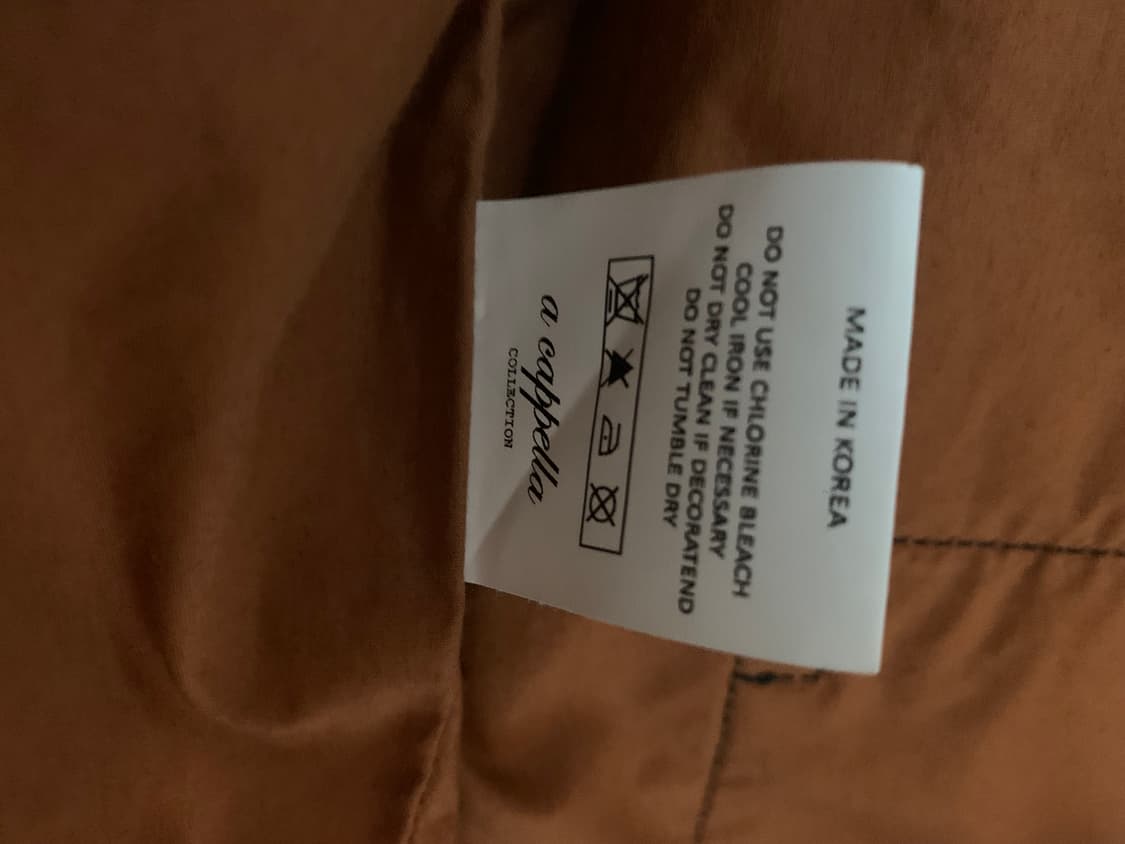 MADE IN KOREA
DO NOT USE CHLORINE BLEACH
COOL IRON IF NECESSARY
DO NOT DRY CLEAN IF DECORATEND
DO NOT TUMBLE DRY
a cappella
COLLECTION